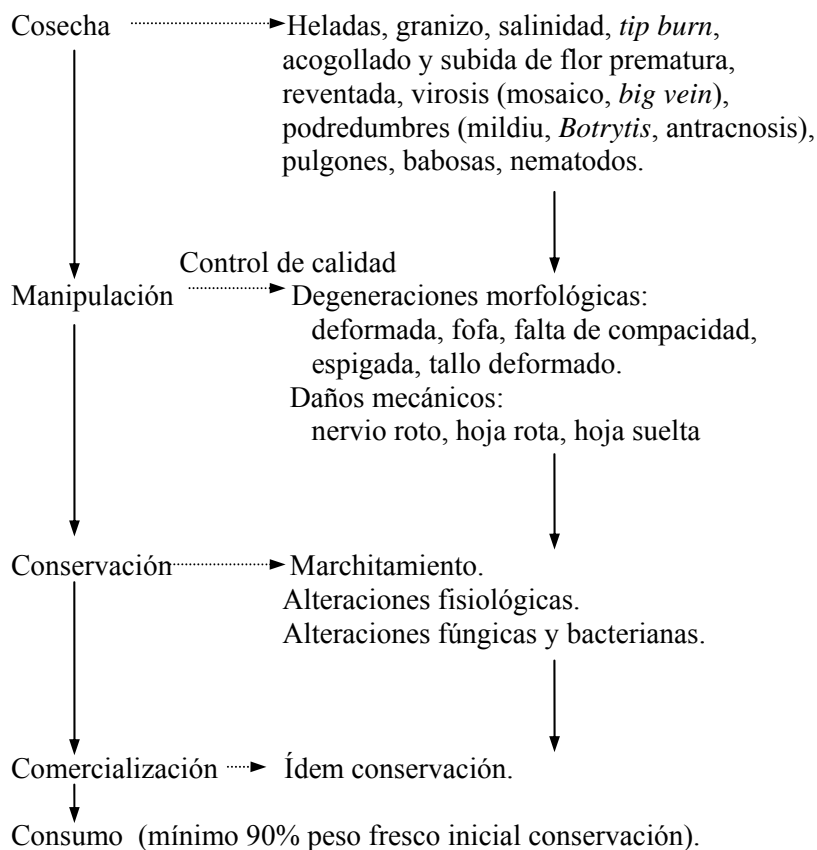 Cosecha
Heladas, granizo, salinidad, tip burn,
acogollado y subida de flor prematura,
reventada, virosis (mosaico, big vein),
podredumbres (mildiu, Botrytis, antracnosis),
pulgones, babosas, nematodos.
Control de calidad
Manipulación
Degeneraciones morfológicas:
deformada, fofa, falta de compacidad,
espigada, tallo deformado.
Daños mecánicos:
nervio roto, hoja rota, hoja suelta
Conservación
Marchitamiento.
Alteraciones fisiológicas.
Alteraciones fúngicas y bacterianas.
Comercialización
Ídem conservación.
Consumo (mínimo 90% peso fresco inicial conservación).